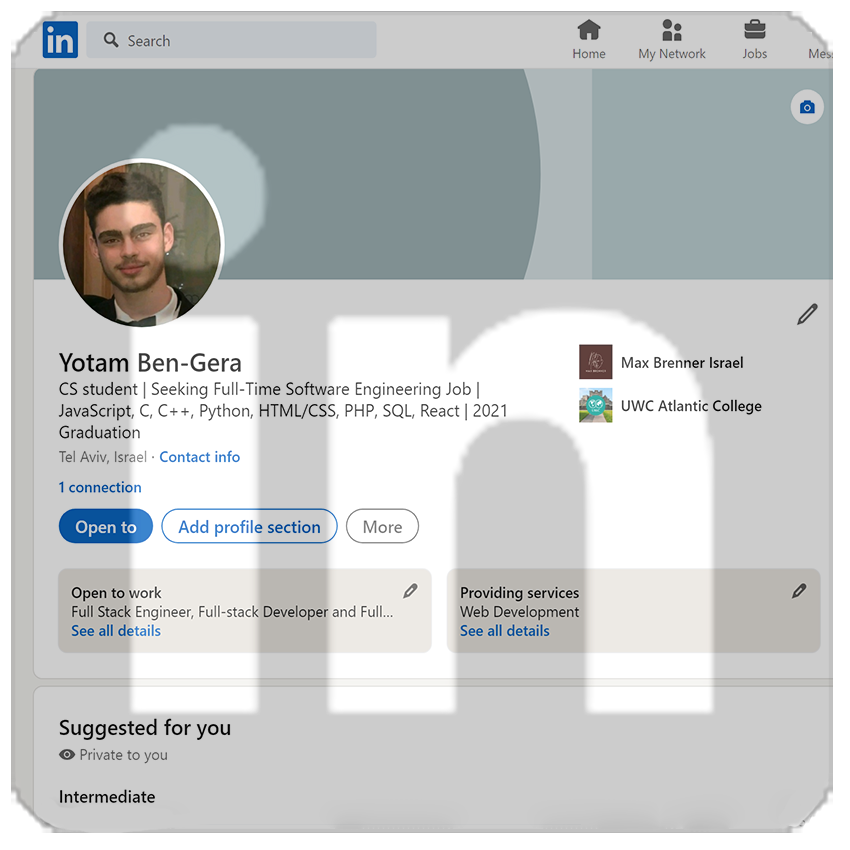 in
Search
Home
My Network
Jobs
Yotam Ben-Gera
CS student | Seeking Full-Time Software Engineering Job |
JavaScript, C, C++, Python, HTML/CSS, PHP, SQL, React | 2021
Graduation
Tel Aviv, Israel · Contact info
1 connection
Open to
Add profile section
More
Max Brenner Israel
UWC Atlantic College
Open to work
Full Stack Engineer, Full-stack Developer and Full...
See all details
Providing services
Web Development
See all details
Suggested for you
Private to you
Intermediate
in